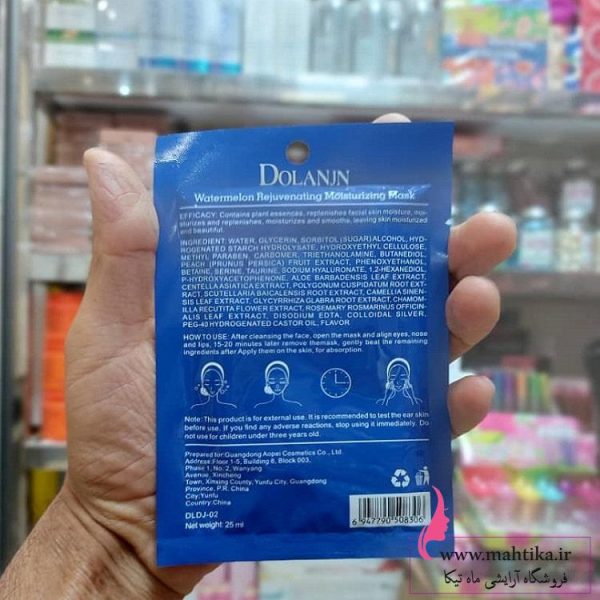 DOLANJN
Watermelon Rejuvenating Moisturizing Mask
EFFICACY: Contains plant essences, replenishes facial skin moisture, moi-
sturizes and replenishes, moisturizes and smooths, leaving skin moisturized
and beautiful.
INGREDIENT: WATER, GLYCERIN, SORBITOL (SUGAR) ALCOHOL, HYD-
ROGENATED STARCH HYDROLYSATE, HYDROXYETHYL CELLULOSE,
METHYL PARABEN, CARBOMER, TRIETHANOLAMINE, BUTANEDIOL
PEACH (PRUNUS PERSICA) FRUIT EXTRACT, PHENOXYETHANOL,
BETAINE, SERINE, TAURINE, SODIUM HYALURONATE, 1,2-HEXANEDIOL
P-HYDROXYACETOPHENONE, ALOE BARBADENSIS LEAF EXTRACT,
CENTELLA ASIATICA EXTRACT, POLYGONUM CUSPIDATUM ROOT EXT-
RACT, SCUTELLARIA BAICALENSIS ROOT EXTRACT, CAMELLIA SINEN-
SIS LEAF EXTRACT, GLYCYRRHIZA GLABRA ROOT EXTRACT, CHAMOM-
ILLA RECUTITA FLOWER EXTRACT, ROSEMARY ROSMARINUS OFFICIN-
ALIS LEAF EXTRACT, DISODIUM EDTA, COLLOIDAL SILVER,
PEG-40 HYDROGENATED CASTOR OIL, FLAVOR
HOW TO USE: After cleansing the face, open the mask and align eyes, nose
and lips, 15-20 minutes later remove themask, gently beat the remaining
ingredients after Apply them on the skin, for absorption.
Note: This product is for external use. It is recommended to test the ear skin
before use. If you find any adverse reactions, stop using it immediately. Do
not use for children under three years old.
Prepared for: Guangdong Aopei Cosmetics Co., Ltd.
Address: Floor 1-5, Building 8, Block 003,
Phase 1, No. 2, Wanyang
Avenue, Xincheng
Town, Xinxing County, Yunfu City, Guangdong
Province, P.R. China
City: Yunfu
Country: China
DLDJ-02
Net weight: 25 ml
6 947790 508306
www.mahtika.ir
فروشگاه آرایشی ماه تیکا